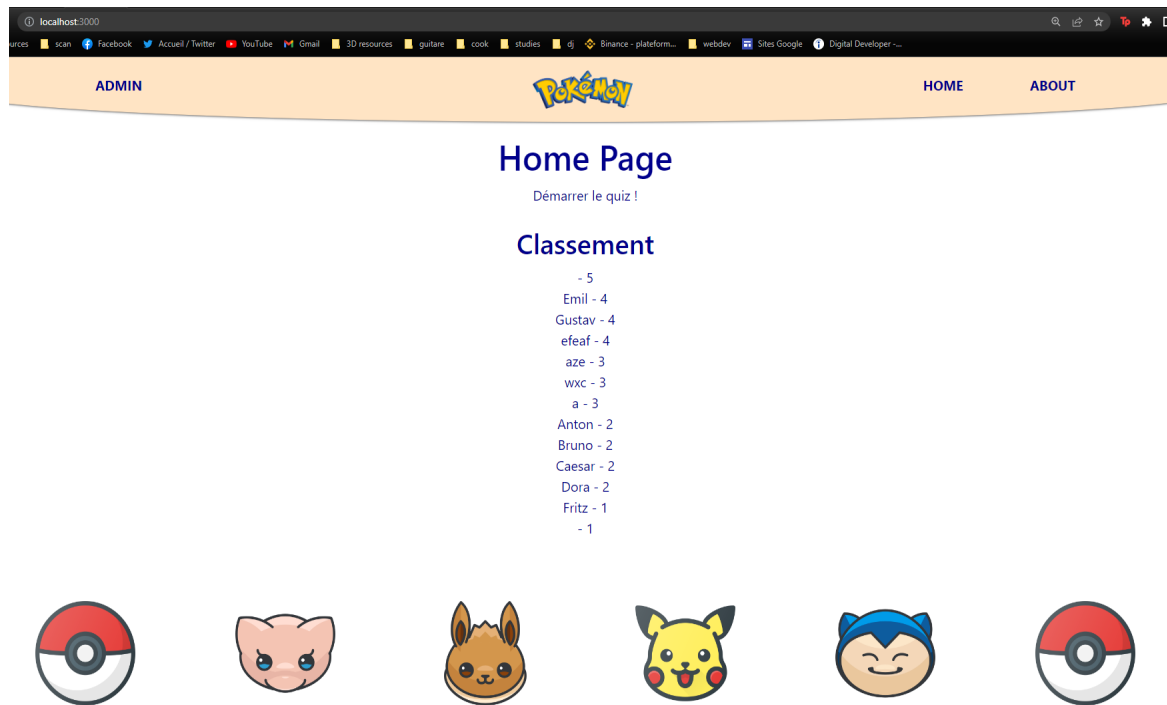 localhost:3000
urces scan Facebook Accueil / Twitter YouTube Gmail 3D resources guitare cook studies dj Binance - plateform... webdev Sites Google Digital Developer -...
ADMIN POKéMON HOME ABOUT
Home Page
Démarrer le quiz !
Classement
- 5
Emil - 4
Gustav - 4
efeaf - 4
aze - 3
wxc - 3
a - 3
Anton - 2
Bruno - 2
Caesar - 2
Dora - 2
Fritz - 1
- 1